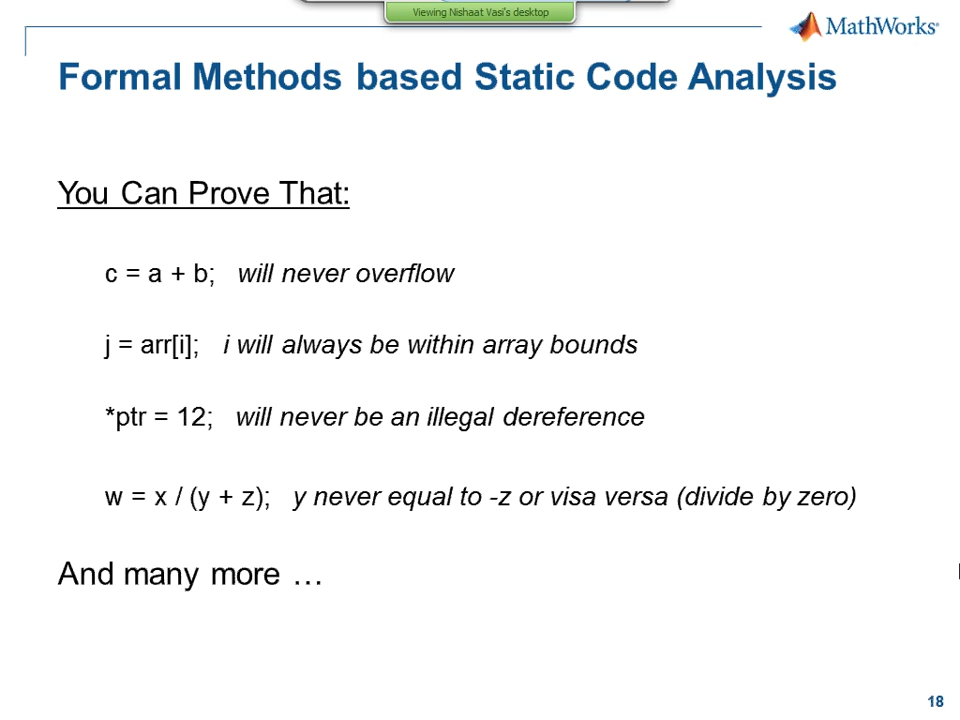 Viewing Nishaat Vasi's desktop
MathWorks®
Formal Methods based Static Code Analysis
You Can Prove That:
c = a + b; will never overflow
j = arr[i]; i will always be within array bounds
*ptr = 12; will never be an illegal dereference
w = x / (y + z); y never equal to -z or visa versa (divide by zero)
And many more …
18